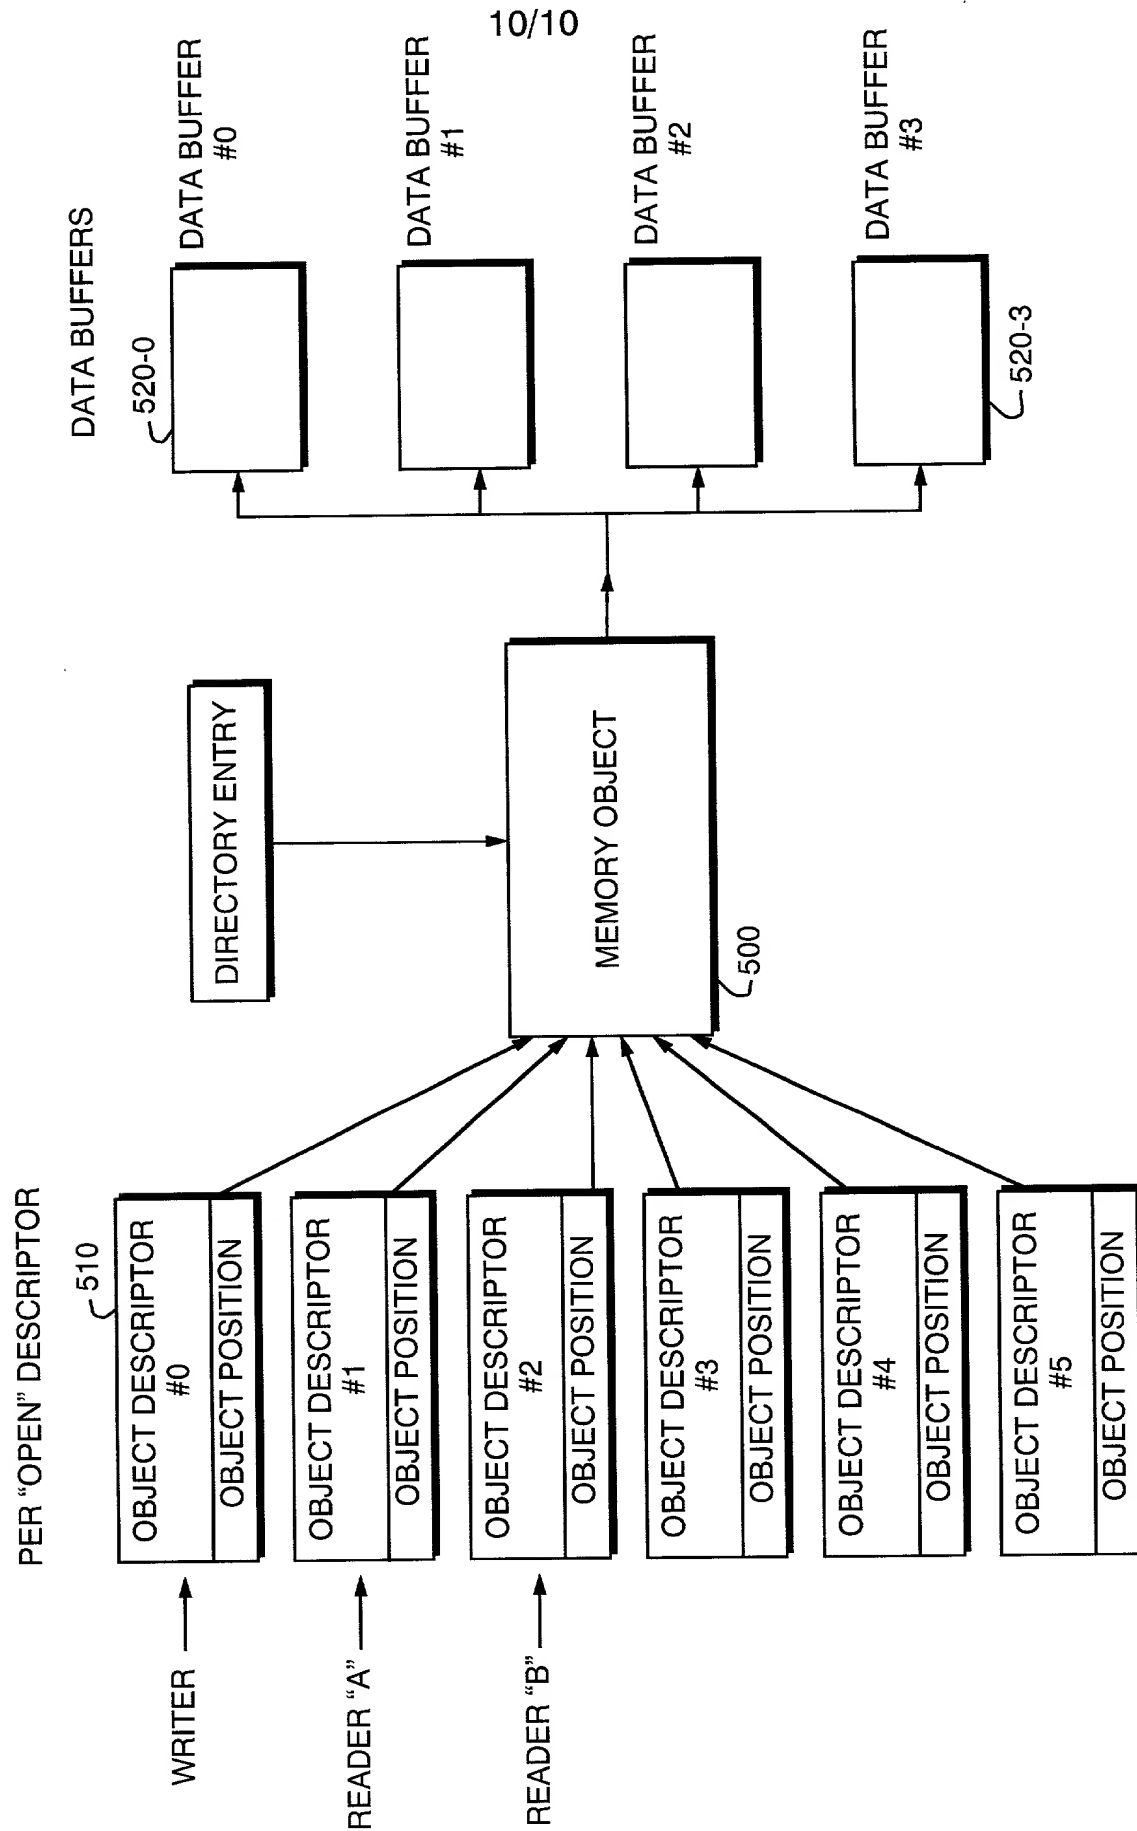 10/10
PER “OPEN” DESCRIPTOR
DATA BUFFERS
WRITER
510
OBJECT DESCRIPTOR
#0
OBJECT POSITION
READER “A”
OBJECT DESCRIPTOR
#1
OBJECT POSITION
READER “B”
OBJECT DESCRIPTOR
#2
OBJECT POSITION
OBJECT DESCRIPTOR
#3
OBJECT POSITION
OBJECT DESCRIPTOR
#4
OBJECT POSITION
OBJECT DESCRIPTOR
#5
OBJECT POSITION
DIRECTORY ENTRY
MEMORY OBJECT
500
520-0
DATA BUFFER
#0
DATA BUFFER
#1
DATA BUFFER
#2
DATA BUFFER
#3
520-3